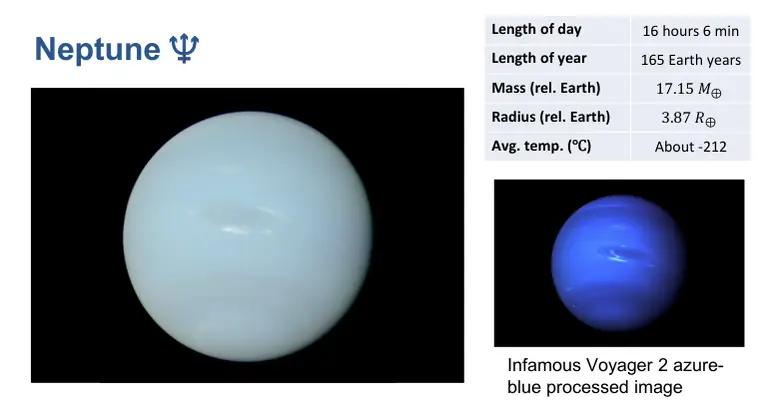 Neptune ♆
Length of day 16 hours 6 min
Length of year 165 Earth years
Mass (rel. Earth) 17.15 M⊕
Radius (rel. Earth) 3.87 R⊕
Avg. temp. (℃) About -212
Infamous Voyager 2 azure-
blue processed image